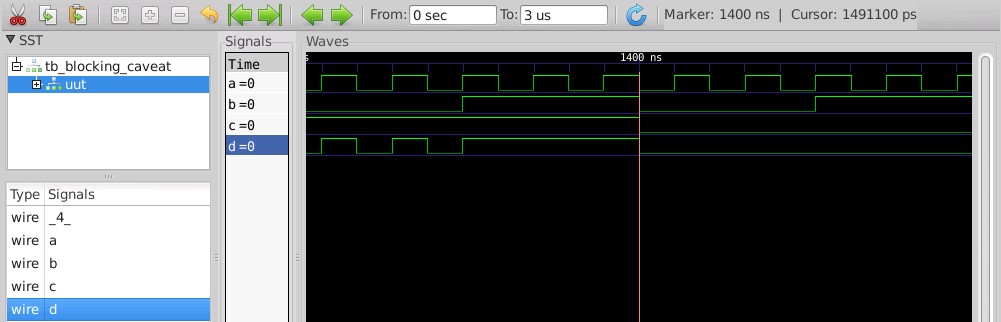 From: 0 sec To: 3 us Marker: 1400 ns | Cursor: 1491100 ps
SST
tb_blocking_caveat
uut
Type Signals
wire _4_
wire a
wire b
wire c
wire d
Signals
Time
a =0
b =0
c =0
d =0
Waves
s 1400 ns